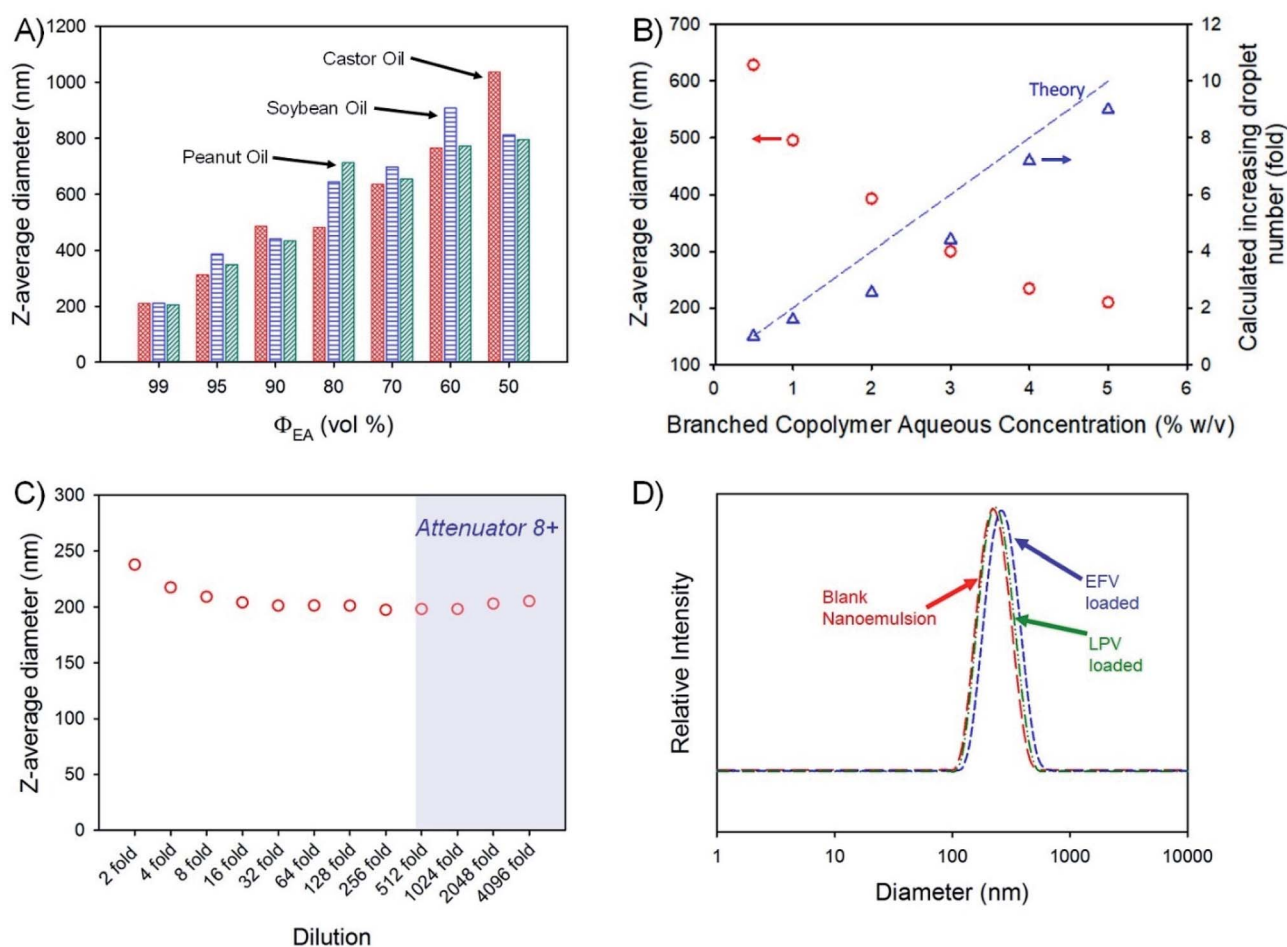 A)
Z-average diameter (nm)
1200
1000
800
600
400
200
0
Castor Oil
Soybean Oil
Peanut Oil
99 95 90 80 70 60 50
Φ_EA (vol %)
B)
Z-average diameter (nm)
700
600
500
400
300
200
100
Theory
12
10
8
6
4
2
0
Calculated increasing droplet
number (fold)
0 1 2 3 4 5 6
Branched Copolymer Aqueous Concentration (% w/v)
C)
Z-average diameter (nm)
300
250
200
150
100
50
0
Attenuator 8+
2 fold
4 fold
8 fold
16 fold
32 fold
64 fold
128 fold
256 fold
512 fold
1024 fold
2048 fold
4096 fold
Dilution
D)
Relative Intensity
Blank
Nanoemulsion
EFV
loaded
LPV
loaded
1 10 100 1000 10000
Diameter (nm)